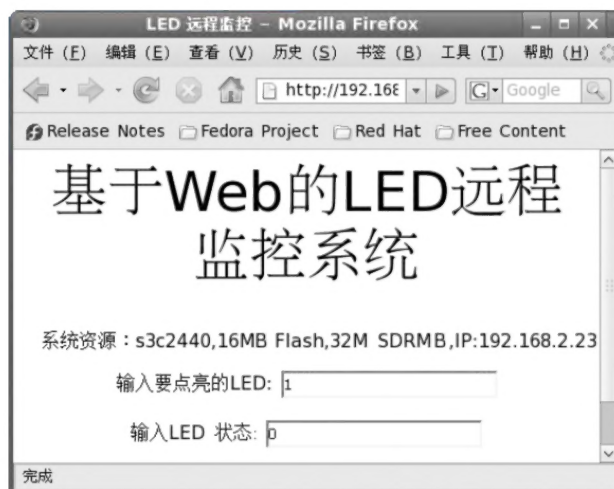 LED 远程监控 - Mozilla Firefox
文件 (F) 编辑 (E) 查看 (V) 历史 (S) 书签 (B) 工具 (T) 帮助 (H)
http://192.168 Google
Release Notes Fedora Project Red Hat Free Content
基于Web的LED远程
监控系统
系统资源：s3c2440,16MB Flash,32M SDRMB,IP:192.168.2.23
输入要点亮的LED: 1
输入LED 状态: 0
完成